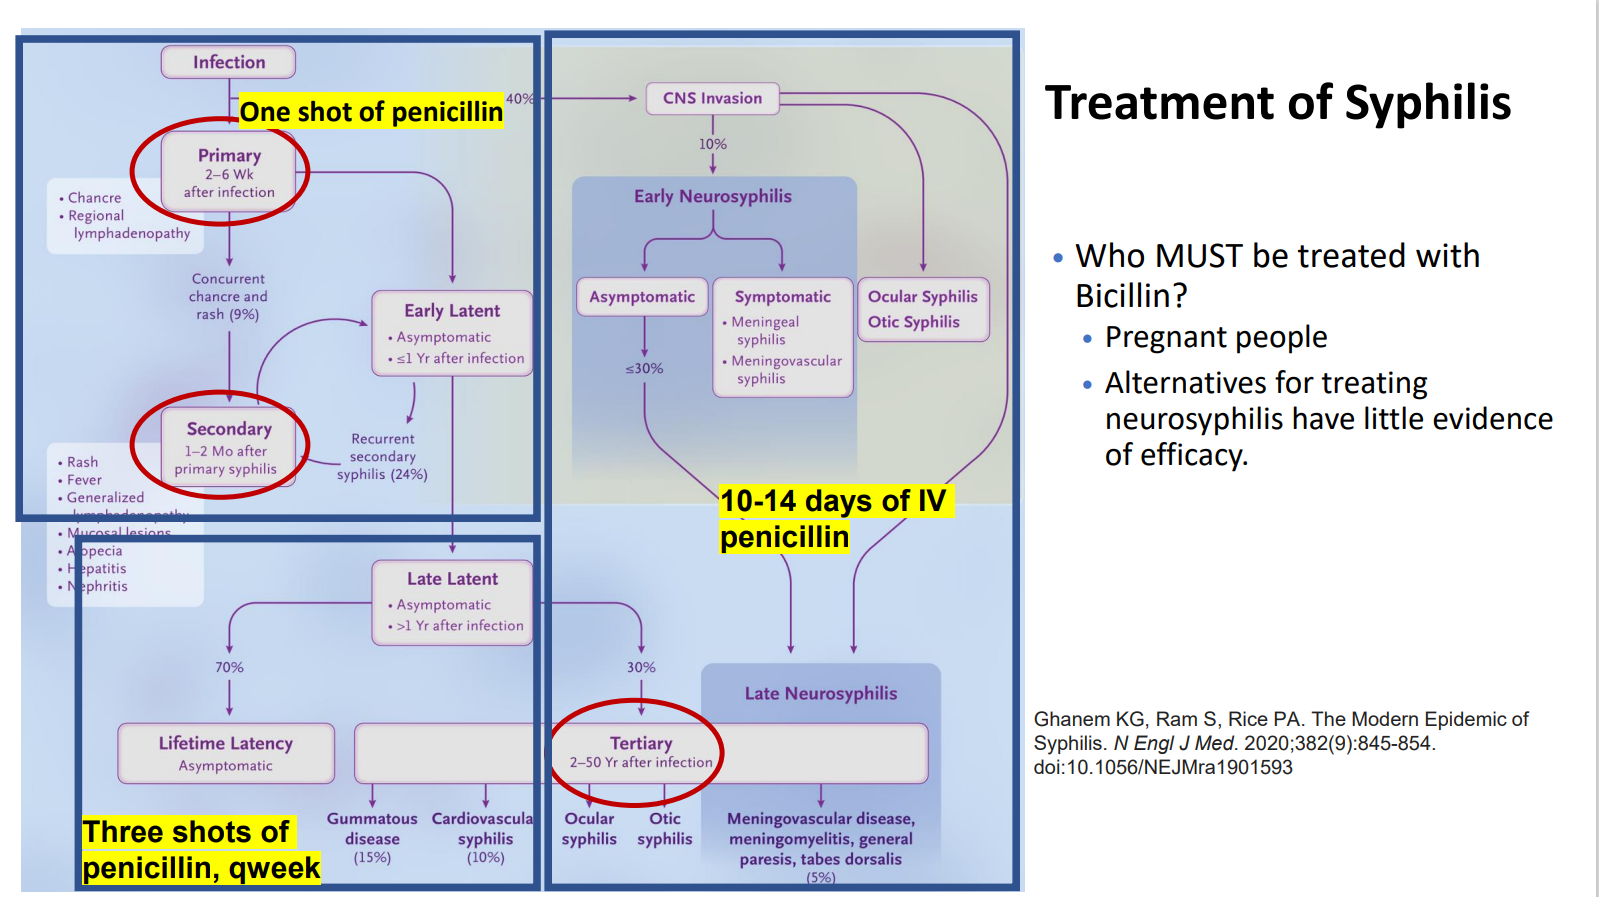 Treatment of Syphilis
Infection
One shot of penicillin
40%
CNS Invasion
Primary
2–6 Wk
after infection
• Chancre
• Regional
lymphadenopathy
10%
Early Neurosyphilis
Concurrent
chancre and
rash (9%)
Early Latent
• Asymptomatic
• ≤1 Yr after infection
Asymptomatic
Symptomatic
• Meningeal
syphilis
• Meningovascular
syphilis
Ocular Syphilis
Otic Syphilis
≤30%
Secondary
1–2 Mo after
primary syphilis
Recurrent
secondary
syphilis (24%)
• Rash
• Fever
• Generalized
lymphadenopathy
• Mucosal lesions
• Alopecia
• Hepatitis
• Nephritis
10-14 days of IV
penicillin
Late Latent
• Asymptomatic
• >1 Yr after infection
70%
30%
Late Neurosyphilis
Lifetime Latency
Asymptomatic
Tertiary
2–50 Yr after infection
Three shots of
penicillin, qweek
Gummatous
disease
(15%)
Cardiovascula
syphilis
(10%)
Ocular
syphilis
Otic
syphilis
Meningovascular disease,
meningomyelitis, general
paresis, tabes dorsalis
(5%)
• Who MUST be treated with
Bicillin?
• Pregnant people
• Alternatives for treating
neurosyphilis have little evidence
of efficacy.
Ghanem KG, Ram S, Rice PA. The Modern Epidemic of
Syphilis. N Engl J Med. 2020;382(9):845-854.
doi:10.1056/NEJMra1901593